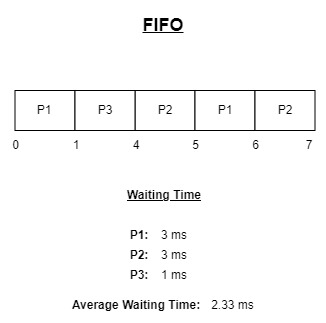 FIFO
P1 P3 P2 P1 P2
0 1 4 5 6 7
Waiting Time
P1: 3 ms
P2: 3 ms
P3: 1 ms
Average Waiting Time: 2.33 ms